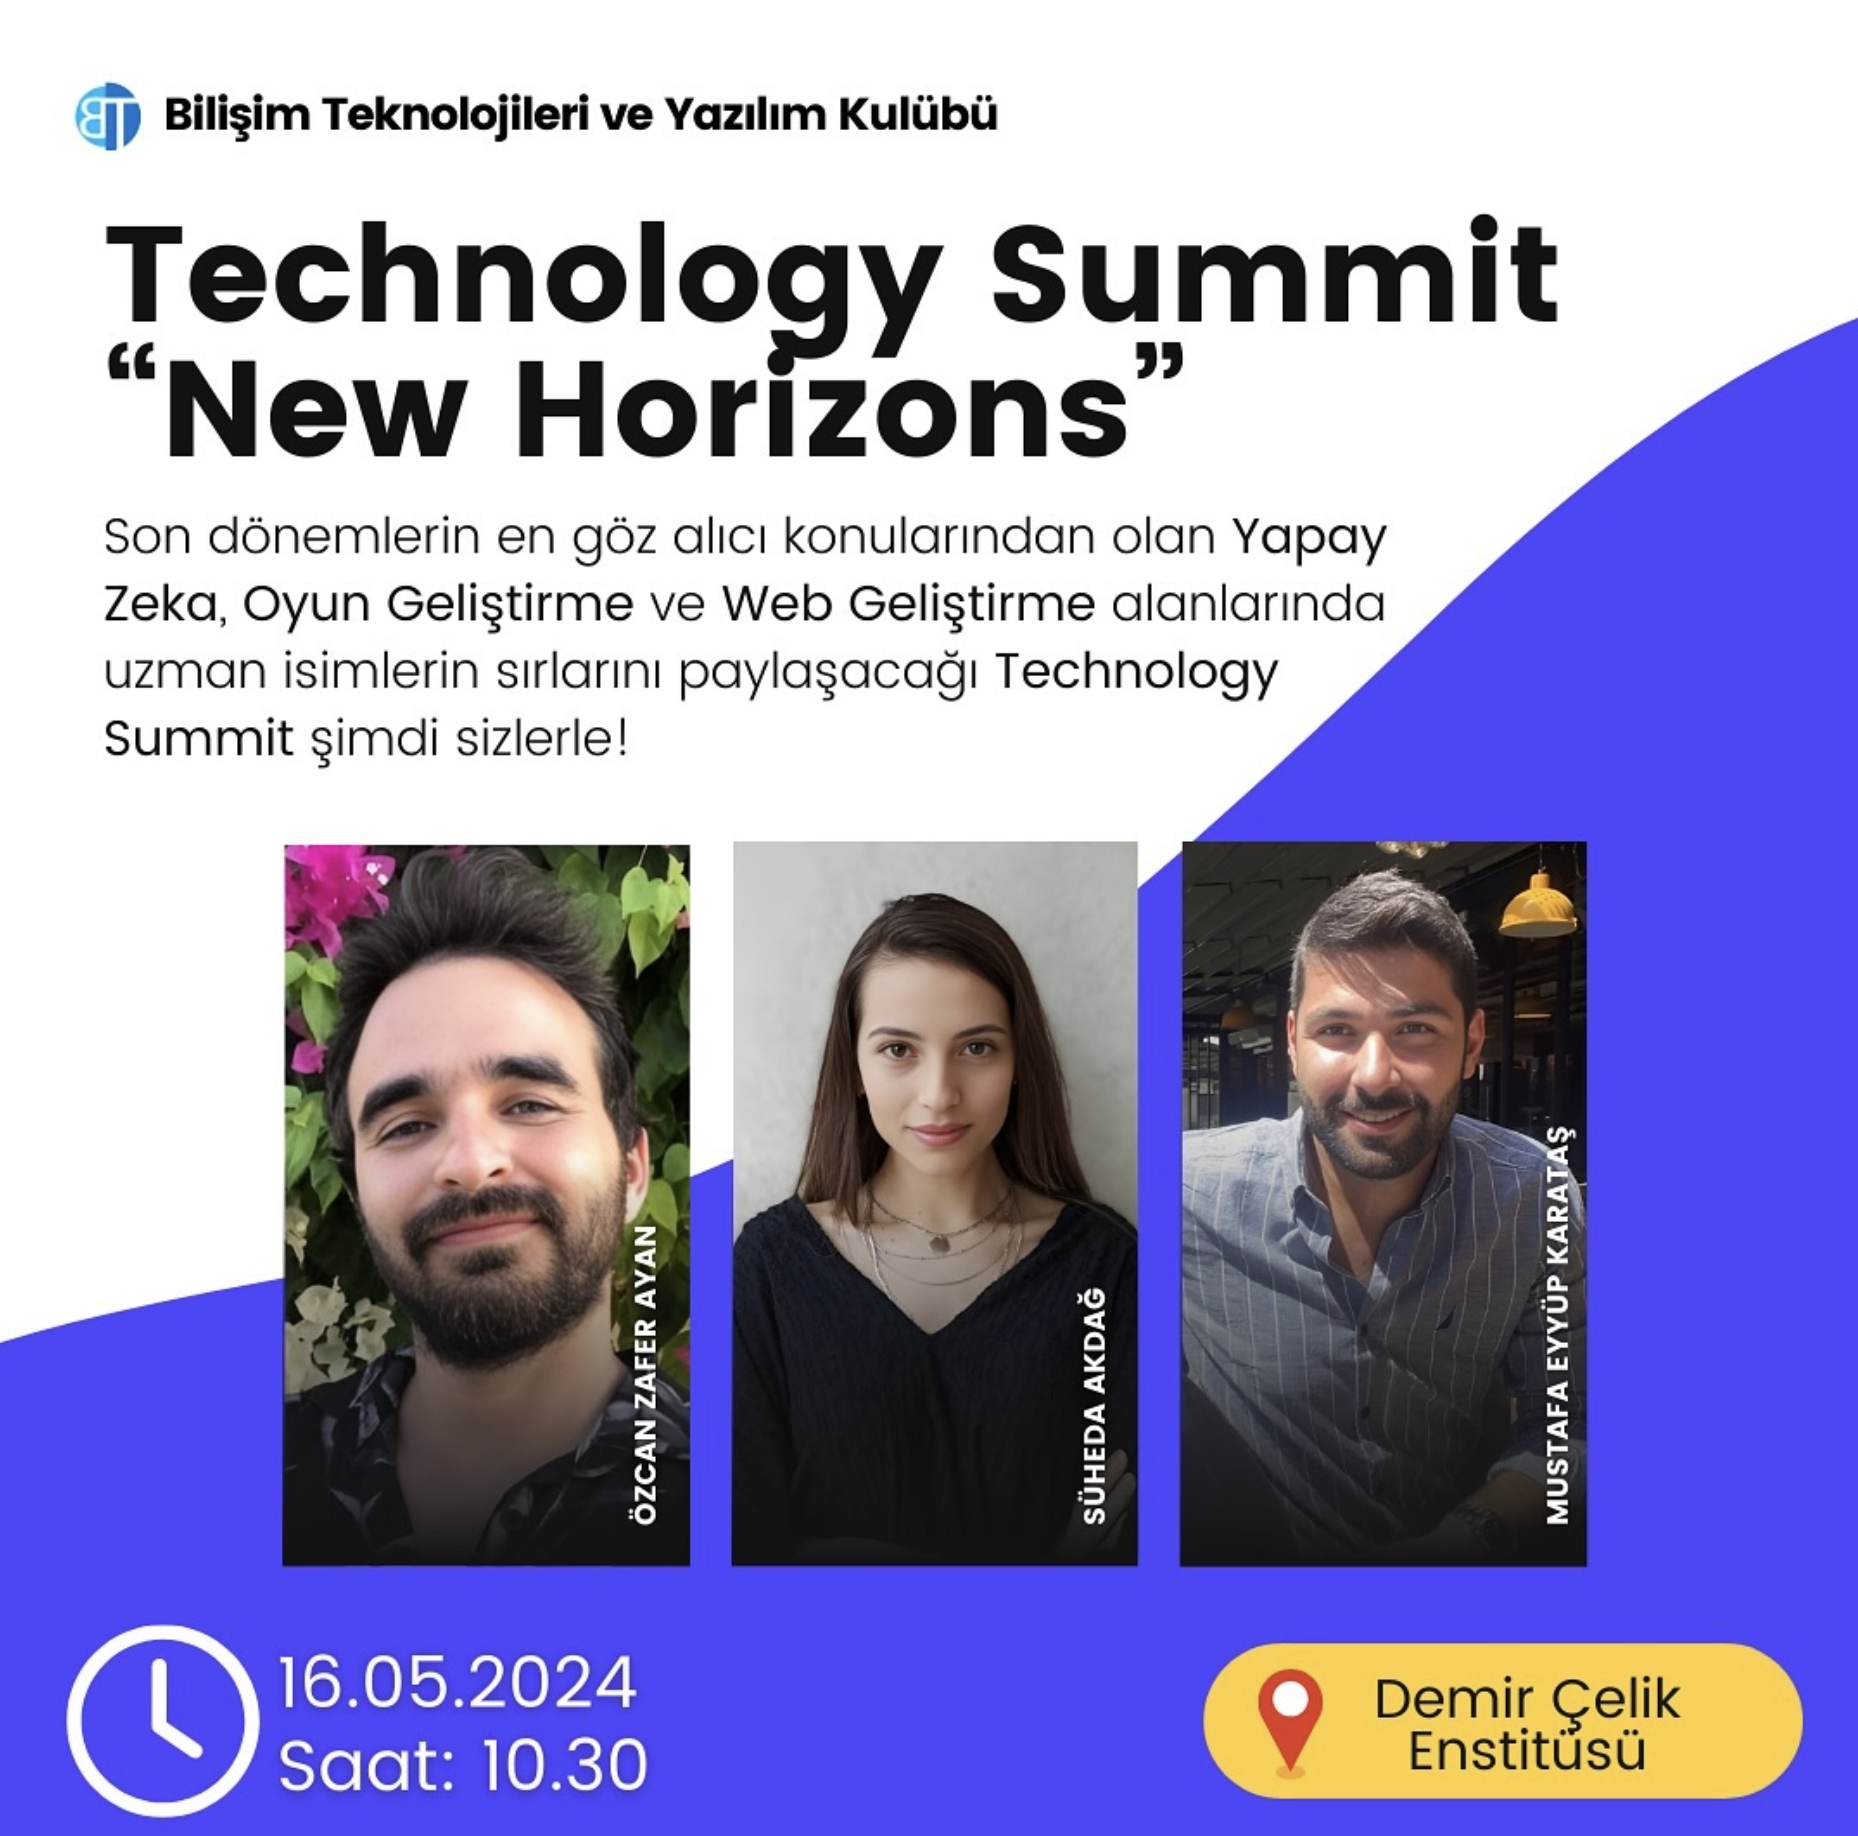 BT
Bilişim Teknolojileri ve Yazılım Kulübü
Technology Summit
“New Horizons”
Son dönemlerin en göz alıcı konularından olan Yapay
Zeka, Oyun Geliştirme ve Web Geliştirme alanlarında
uzman isimlerin sırlarını paylaşacağı Technology
Summit şimdi sizlerle!
ÖZCAN ZAFER AYAN
SÜHEDA AKDAĞ
MUSTAFA EYYÜP KARATAŞ
16.05.2024
Saat: 10.30
Demir Çelik
Enstitüsü